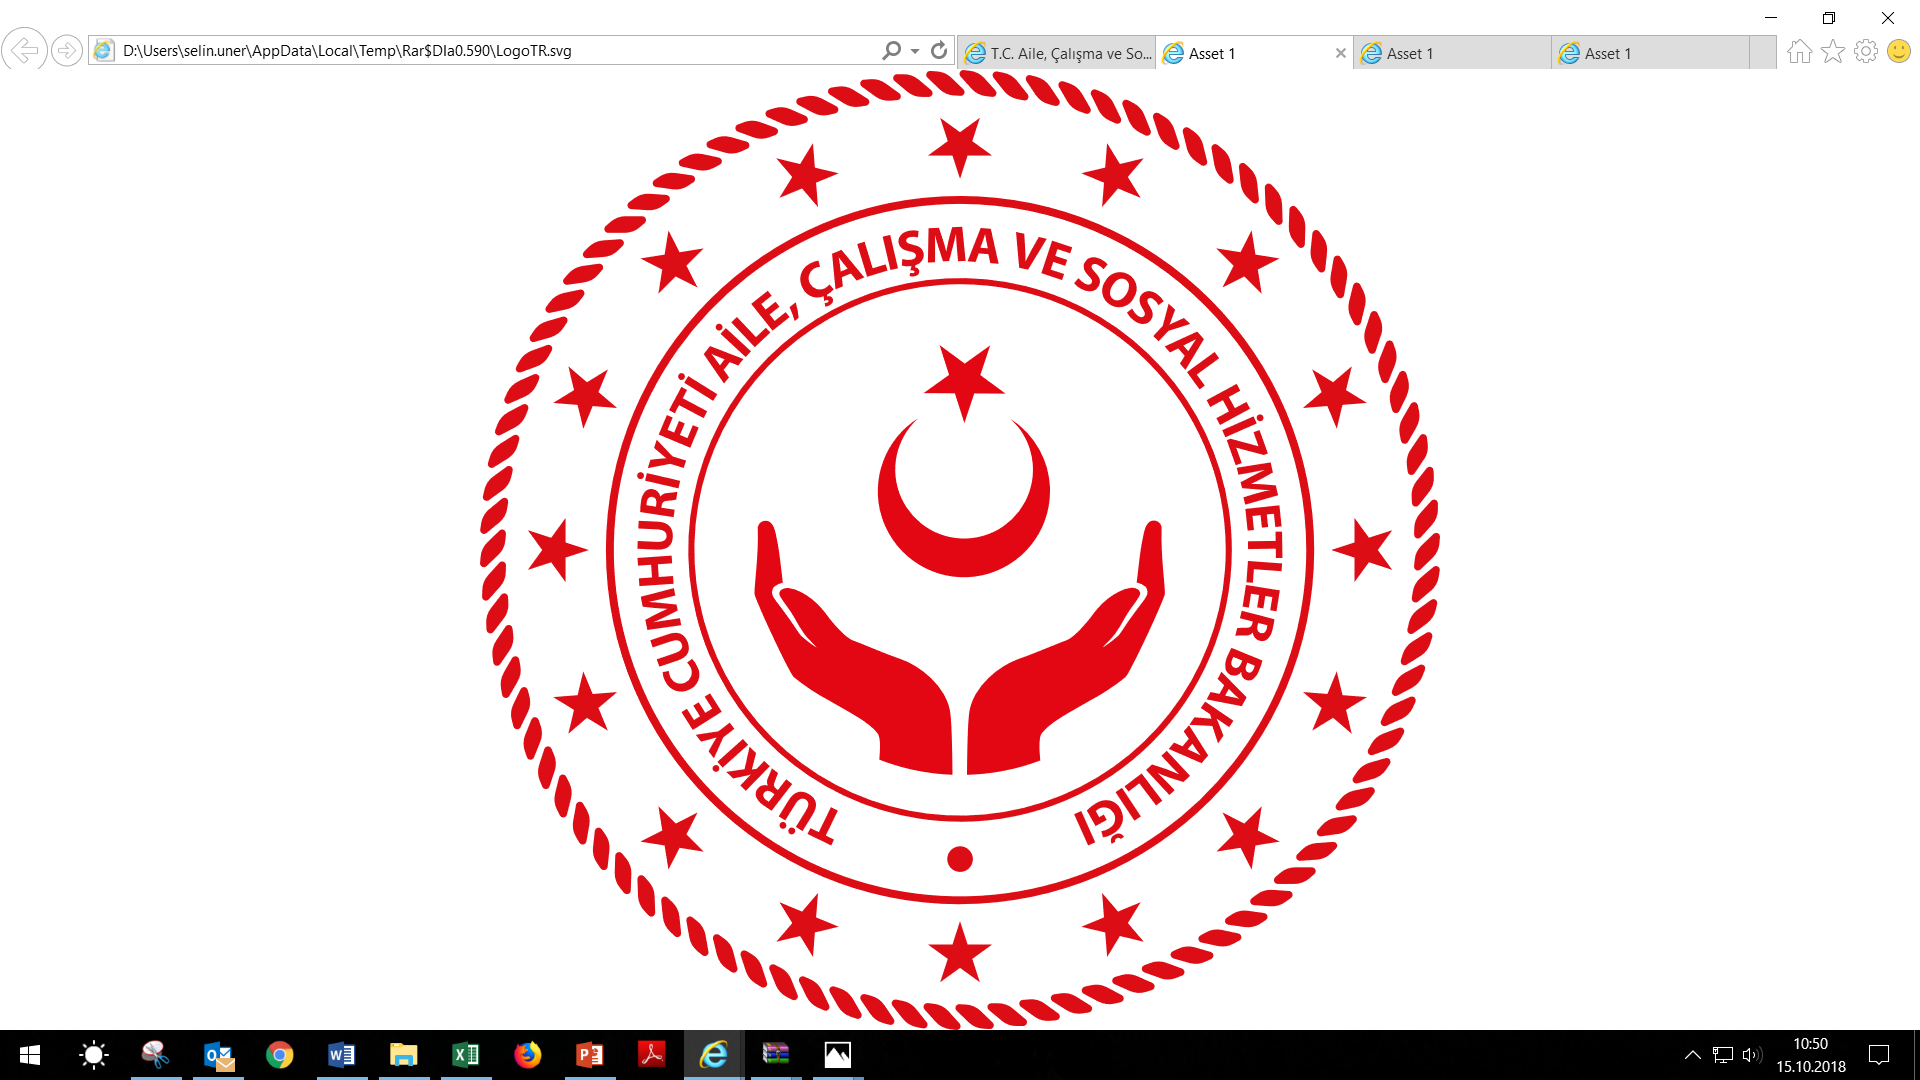 D:\Users\selin.uner\AppData\Local\Temp\Rar$DIa0.590\LogoTR.svg
T.C. Aile, Çalışma ve So...
Asset 1
Asset 1
Asset 1
TÜRKİYE CUMHURİYETİ AİLE, ÇALIŞMA VE SOSYAL HİZMETLER BAKANLIĞI
10:50
15.10.2018